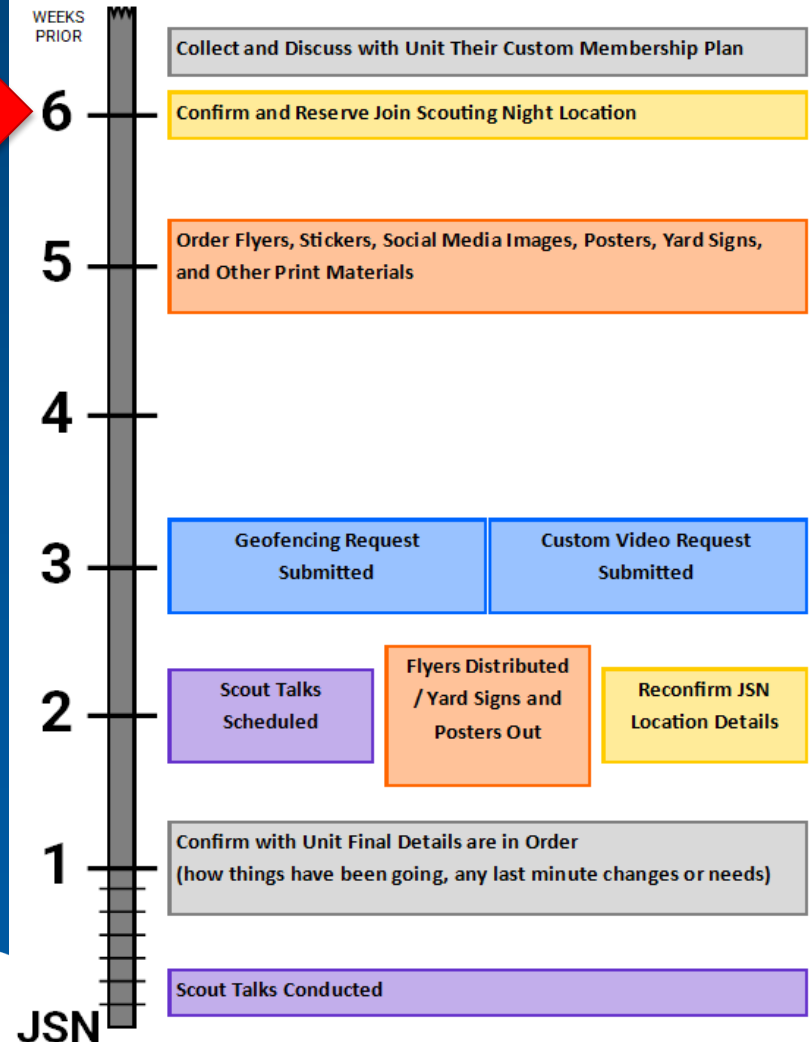 WEEKS
PRIOR
Collect and Discuss with Unit Their Custom Membership Plan
6
Confirm and Reserve Join Scouting Night Location
5
Order Flyers, Stickers, Social Media Images, Posters, Yard Signs,
and Other Print Materials
4
3
Geofencing Request
Submitted
Custom Video Request
Submitted
2
Scout Talks
Scheduled
Flyers Distributed
/ Yard Signs and
Posters Out
Reconfirm JSN
Location Details
1
Confirm with Unit Final Details are in Order
(how things have been going, any last minute changes or needs)
Scout Talks Conducted
JSN